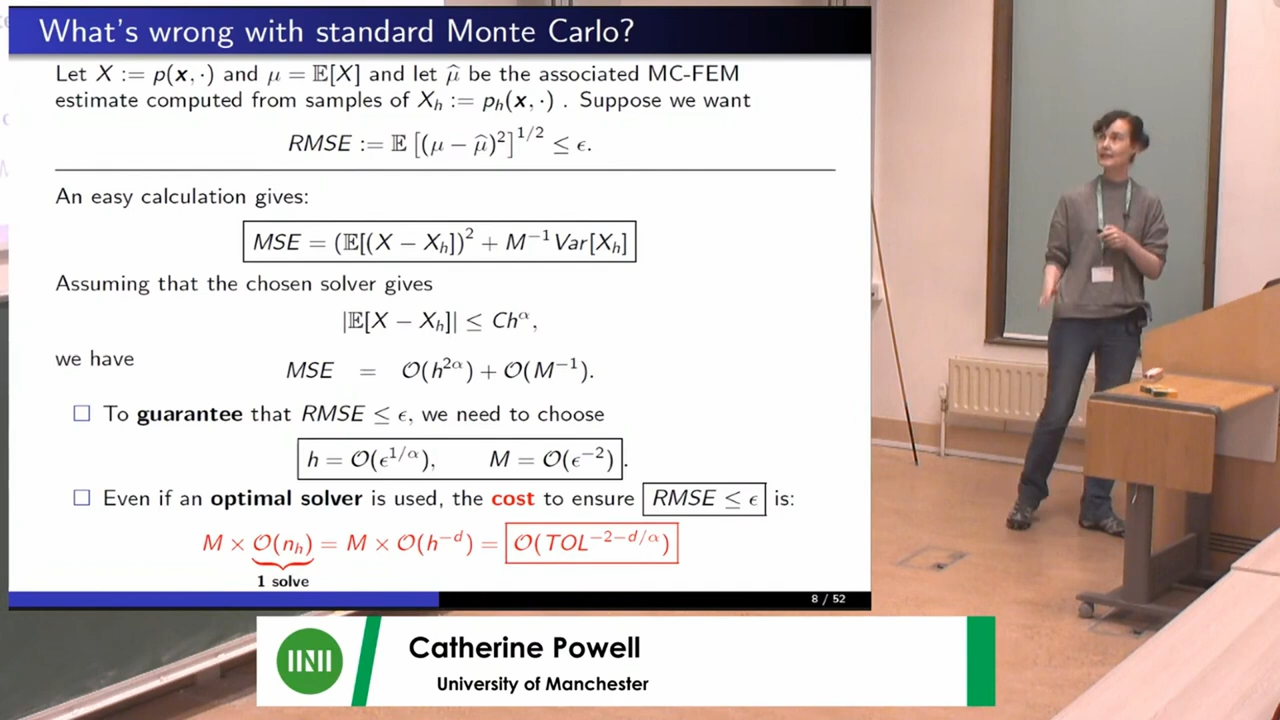 What's wrong with standard Monte Carlo?
Let X := p(x, ·) and μ = 𝔼[X] and let μ̂ be the associated MC-FEM
estimate computed from samples of X_h := p_h(x, ·) . Suppose we want
RMSE := 𝔼 [(μ − μ̂)²]^{1/2} ≤ ϵ.
An easy calculation gives:
MSE = (𝔼[(X − X_h])² + M⁻¹ Var[X_h]
Assuming that the chosen solver gives
|𝔼[X − X_h]| ≤ Ch^α,
we have
MSE = O(h^{2α}) + O(M⁻¹).
□ To guarantee that RMSE ≤ ϵ, we need to choose
h = O(ϵ^{1/α}), M = O(ϵ⁻²).
□ Even if an optimal solver is used, the cost to ensure RMSE ≤ ϵ is:
M × O(n_h) = M × O(h^{−d}) = O(TOL^{−2−d/α})
1 solve
8 / 52
Catherine Powell
University of Manchester